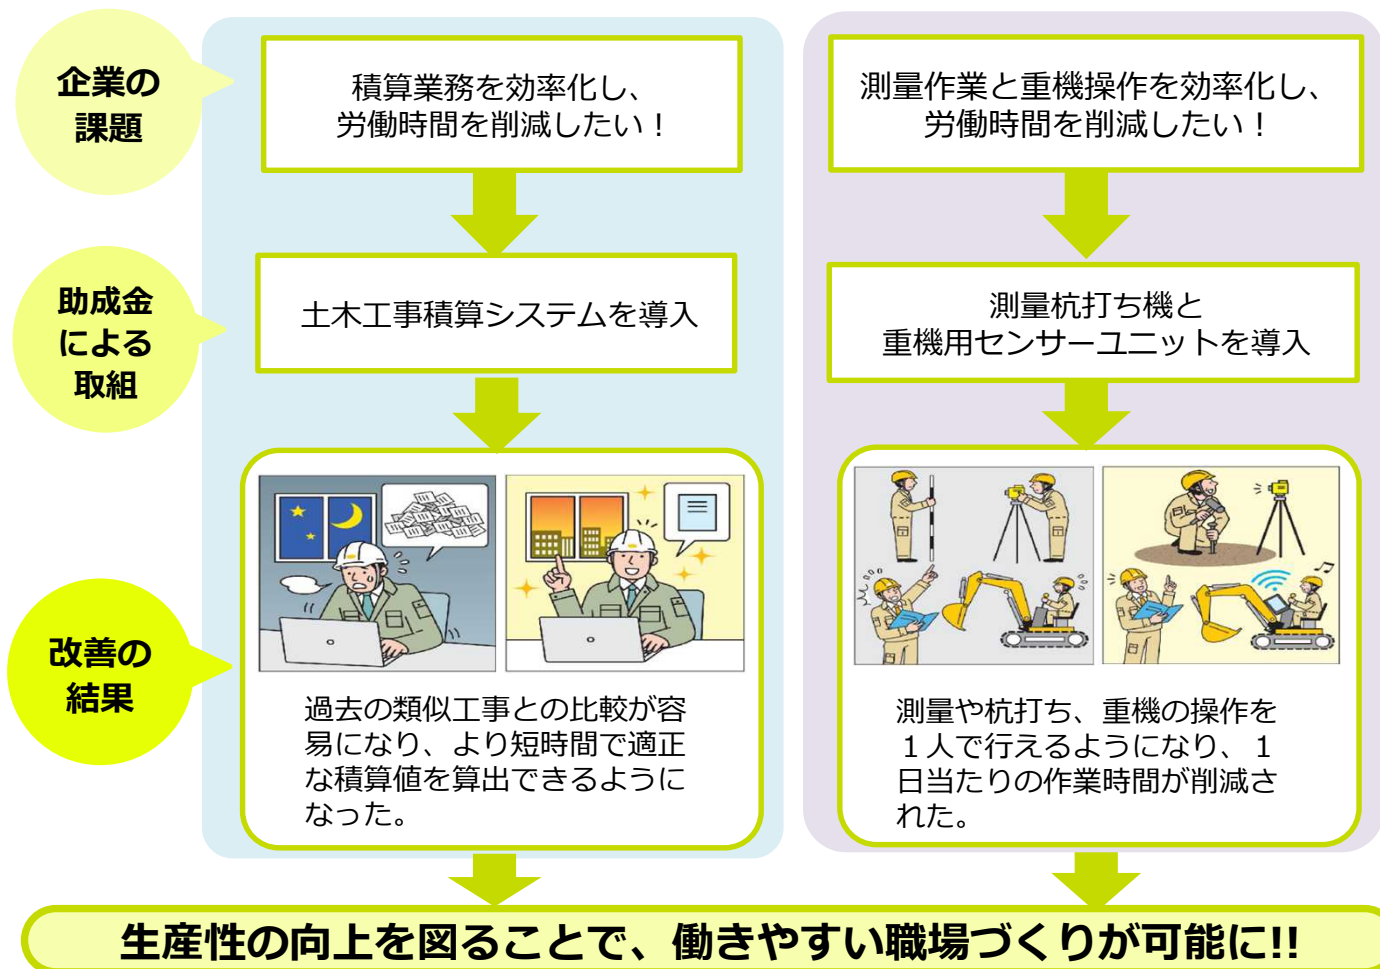 企業の
課題
積算業務を効率化し、
労働時間を削減したい！
測量作業と重機操作を効率化し、
労働時間を削減したい！
助成金
による
取組
土木工事積算システムを導入
測量杭打ち機と
重機用センサーユニットを導入
改善の
結果
過去の類似工事との比較が容
易になり、より短時間で適正
な積算値を算出できるように
なった。
測量や杭打ち、重機の操作を
１人で行えるようになり、１
日当たりの作業時間が削減さ
れた。
生産性の向上を図ることで、働きやすい職場づくりが可能に!!